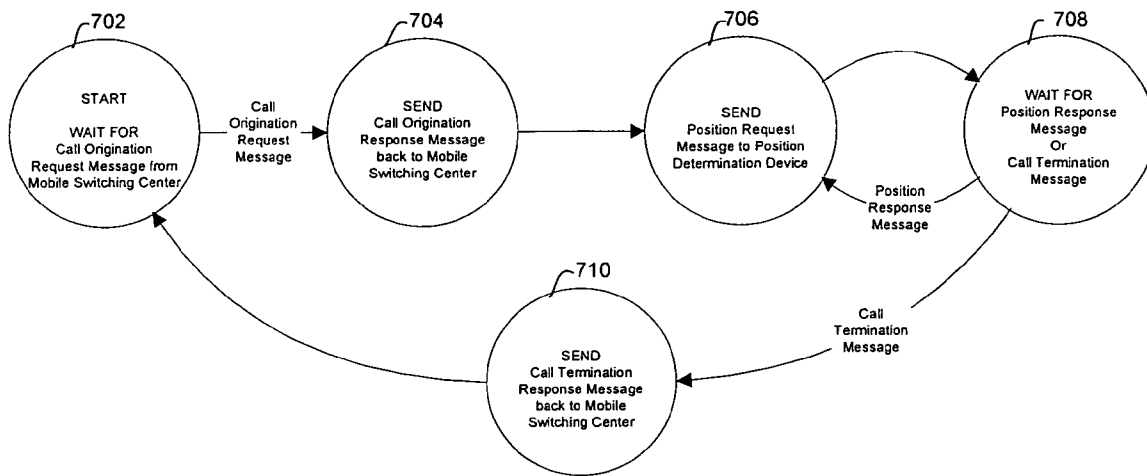 702
START
WAIT FOR
Call Origination
Request Message from
Mobile Switching Center
Call
Origination
Request
Message
704
SEND
Call Origination
Response Message
back to Mobile
Switching Center
706
SEND
Position Request
Message to Position
Determination Device
708
WAIT FOR
Position Response
Message
Or
Call Termination
Message
Position
Response
Message
Call
Termination
Message
710
SEND
Call Termination
Response Message
back to Mobile
Switching Center